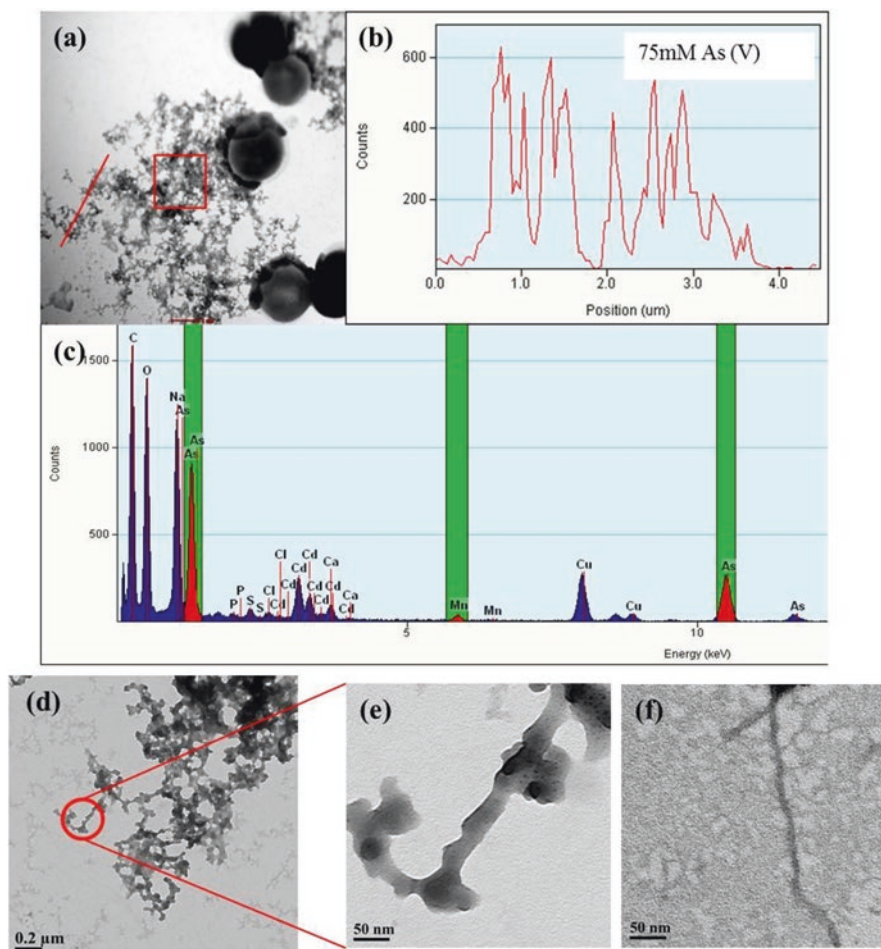 (a)
(b)
75mM As (V)
600
400
200
Counts
0.0 1.0 2.0 3.0 4.0
Position (um)
(c)
1500
1000
500
Counts
C
O
Na
As
As
As
P
P
S
S
Cl
Cl
Cd
Cd
Cd
Cd
Cd
Cd
Cd
Ca
Ca
Mn
Mn
Cu
Cu
As
As
5 10
Energy (keV)
(d)
0.2 µm
(e)
50 nm
(f)
50 nm